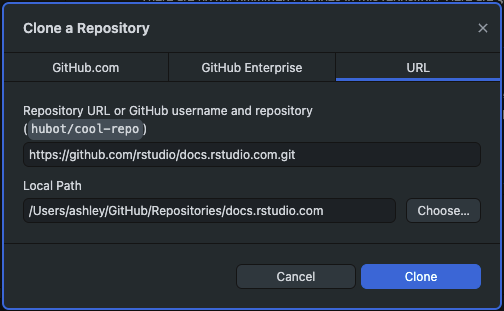 Clone a Repository
GitHub.com
GitHub Enterprise
URL
Repository URL or GitHub username and repository
(hubot/cool-repo)
https://github.com/rstudio/docs.rstudio.com.git
Local Path
/Users/ashley/GitHub/Repositories/docs.rstudio.com
Choose...
Cancel
Clone